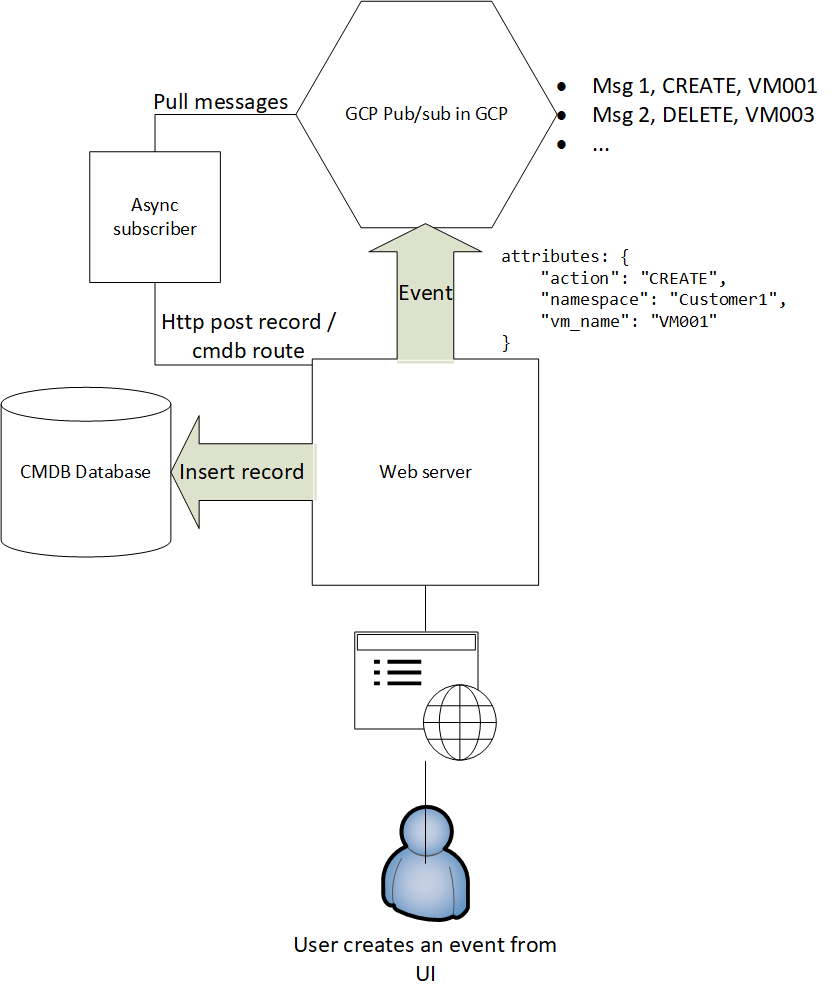 Pull messages
GCP Pub/sub in GCP
• Msg 1, CREATE, VM001
• Msg 2, DELETE, VM003
• ...
Async
subscriber
Event
attributes: {
    "action": "CREATE",
    "namespace": "Customer1",
    "vm_name": "VM001"
}
Http post record /
cmdb route
CMDB Database
Insert record
Web server
User creates an event from
UI